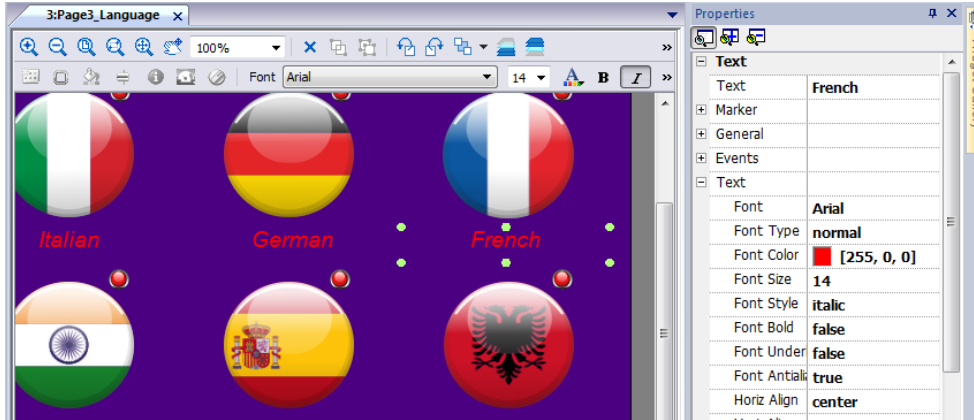 3:Page3_Language
100%
Font Arial 14 A B I
Italian German French
Properties
Text
Text French
Marker
General
Events
Text
Font Arial
Font Type normal
Font Color [255, 0, 0]
Font Size 14
Font Style italic
Font Bold false
Font Under false
Font Antialia true
Horiz Align center